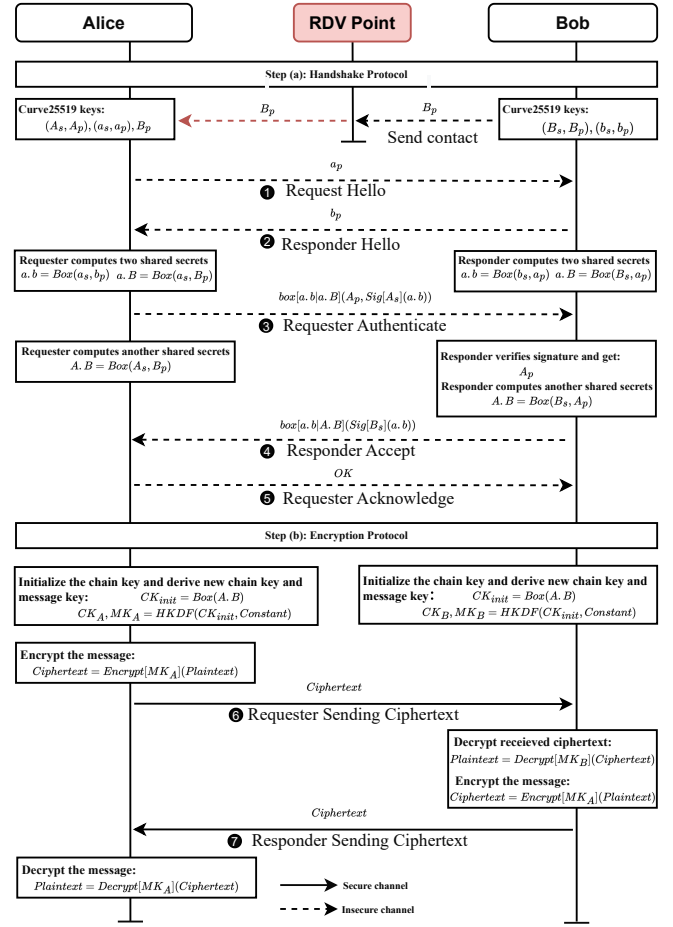 Alice
RDV Point
Bob
Step (a): Handshake Protocol
Curve25519 keys:
(A_s, A_p), (a_s, a_p), B_p
B_p
B_p
Send contact
Curve25519 keys:
(B_s, B_p), (b_s, b_p)
a_p
❶ Request Hello
b_p
❷ Responder Hello
Requester computes two shared secrets
a.b = Box(a_s, b_p) a.B = Box(a_s, B_p)
Responder computes two shared secrets
a.b = Box(b_s, a_p) a.B = Box(B_s, a_p)
box[a.b|a.B](A_p, Sig[A_s](a.b))
❸ Requester Authenticate
Requester computes another shared secrets
A.B = Box(A_s, B_p)
Responder verifies signature and get:
A_p
Responder computes another shared secrets
A.B = Box(B_s, A_p)
box[a.b|A.B](Sig[B_s](a.b))
❹ Responder Accept
OK
❺ Requester Acknowledge
Step (b): Encryption Protocol
Initialize the chain key and derive new chain key and
message key: CK_init = Box(A.B)
CK_A, MK_A = HKDF(CK_init, Constant)
Initialize the chain key and derive new chain key and
message key: CK_init = Box(A.B)
CK_B, MK_B = HKDF(CK_init, Constant)
Encrypt the message:
Ciphertext = Encrypt[MK_A](Plaintext)
Ciphertext
❻ Requester Sending Ciphertext
Decrypt receieved ciphertext:
Plaintext = Decrypt[MK_B](Ciphertext)
Encrypt the message:
Ciphertext = Encrypt[MK_A](Plaintext)
Ciphertext
❼ Responder Sending Ciphertext
Decrypt the message:
Plaintext = Decrypt[MK_A](Ciphertext)
Secure channel
Insecure channel